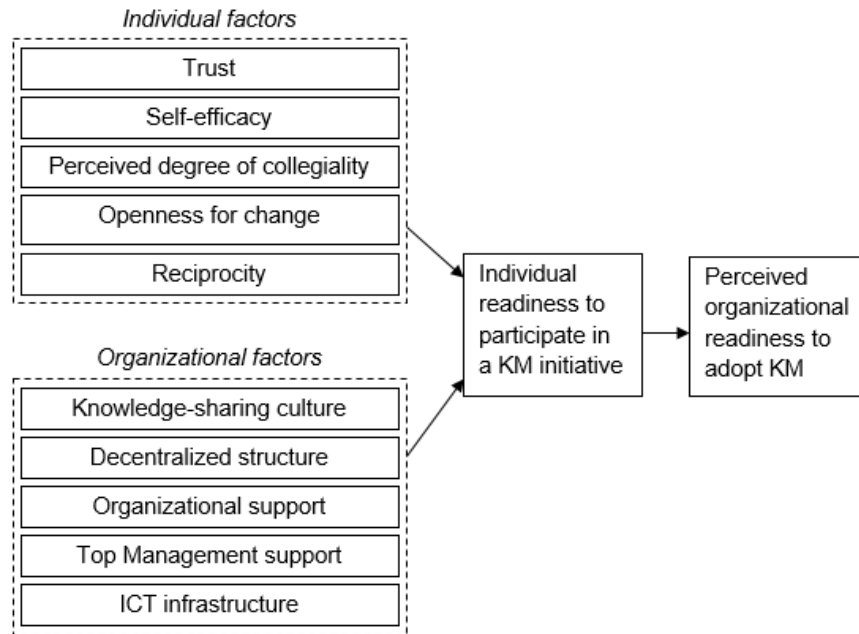 Individual factors
Trust
Self-efficacy
Perceived degree of collegiality
Openness for change
Reciprocity
Organizational factors
Knowledge-sharing culture
Decentralized structure
Organizational support
Top Management support
ICT infrastructure
Individual
readiness to
participate in
a KM initiative
Perceived
organizational
readiness to
adopt KM